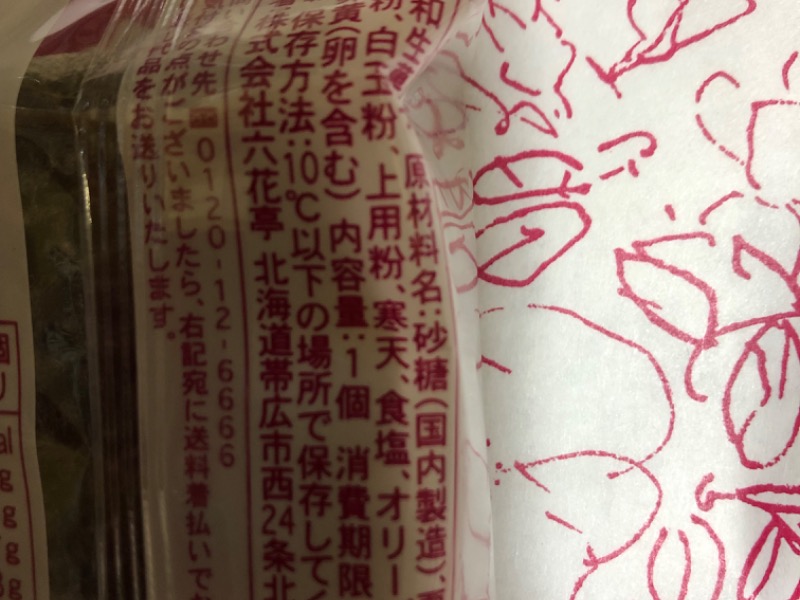 和生
原材料名:砂糖(国内製造)、
粉、白玉粉、上用粉、寒天、食塩、オリー
黄(卵を含む) 内容量:1個 消費期限
保存方法:10℃以下の場所で保存して
株式会社六花亭 北海道帯広市西24条北
わせ先 0120-12-6666
の点がございましたら、右記宛に送料着払いで
品をお送りいたします。
al
g
g
g